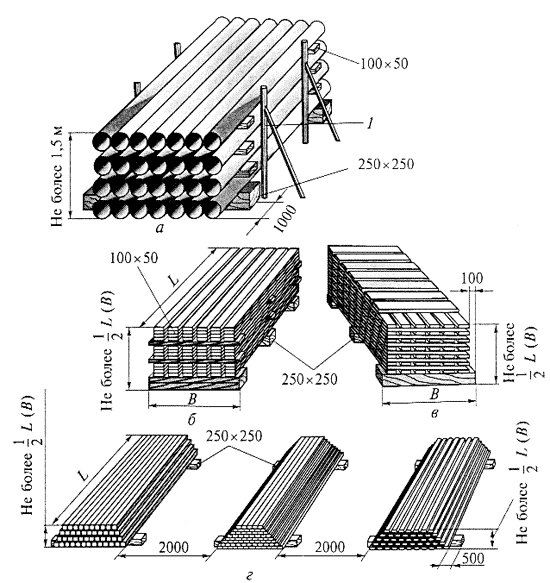 100×50
1
Не более 1,5 м
250×250
1000
а
100×50
L
Не более 1/2 L (В)
В
б
250×250
100
Не более
1/2 L (В)
В
в
Не более 1/2 L (В)
L
250×250
2000
2000
Не более
1/2 L (В)
500
г